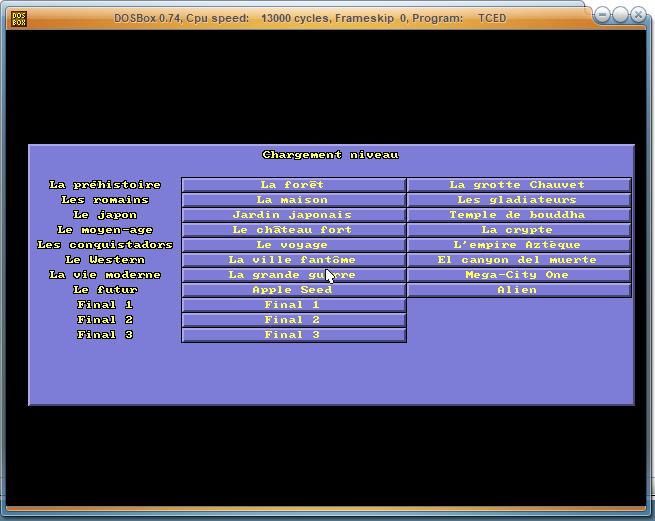 DOS BOX DOSBox 0.74, Cpu speed: 13000 cycles, Frameskip 0, Program: TCED
Chargement niveau
La préhistoire La forêt La grotte Chauvet
Les romains La maison Les gladiateurs
Le japon Jardin japonais Temple de bouddha
Le moyen-age Le château fort La crypte
Les conquistadors Le voyage L'empire Aztèque
Le Western La ville fantôme El canyon del muerte
La vie moderne La grande guerre Mega-City One
Le futur Apple Seed Alien
Final 1 Final 1
Final 2 Final 2
Final 3 Final 3